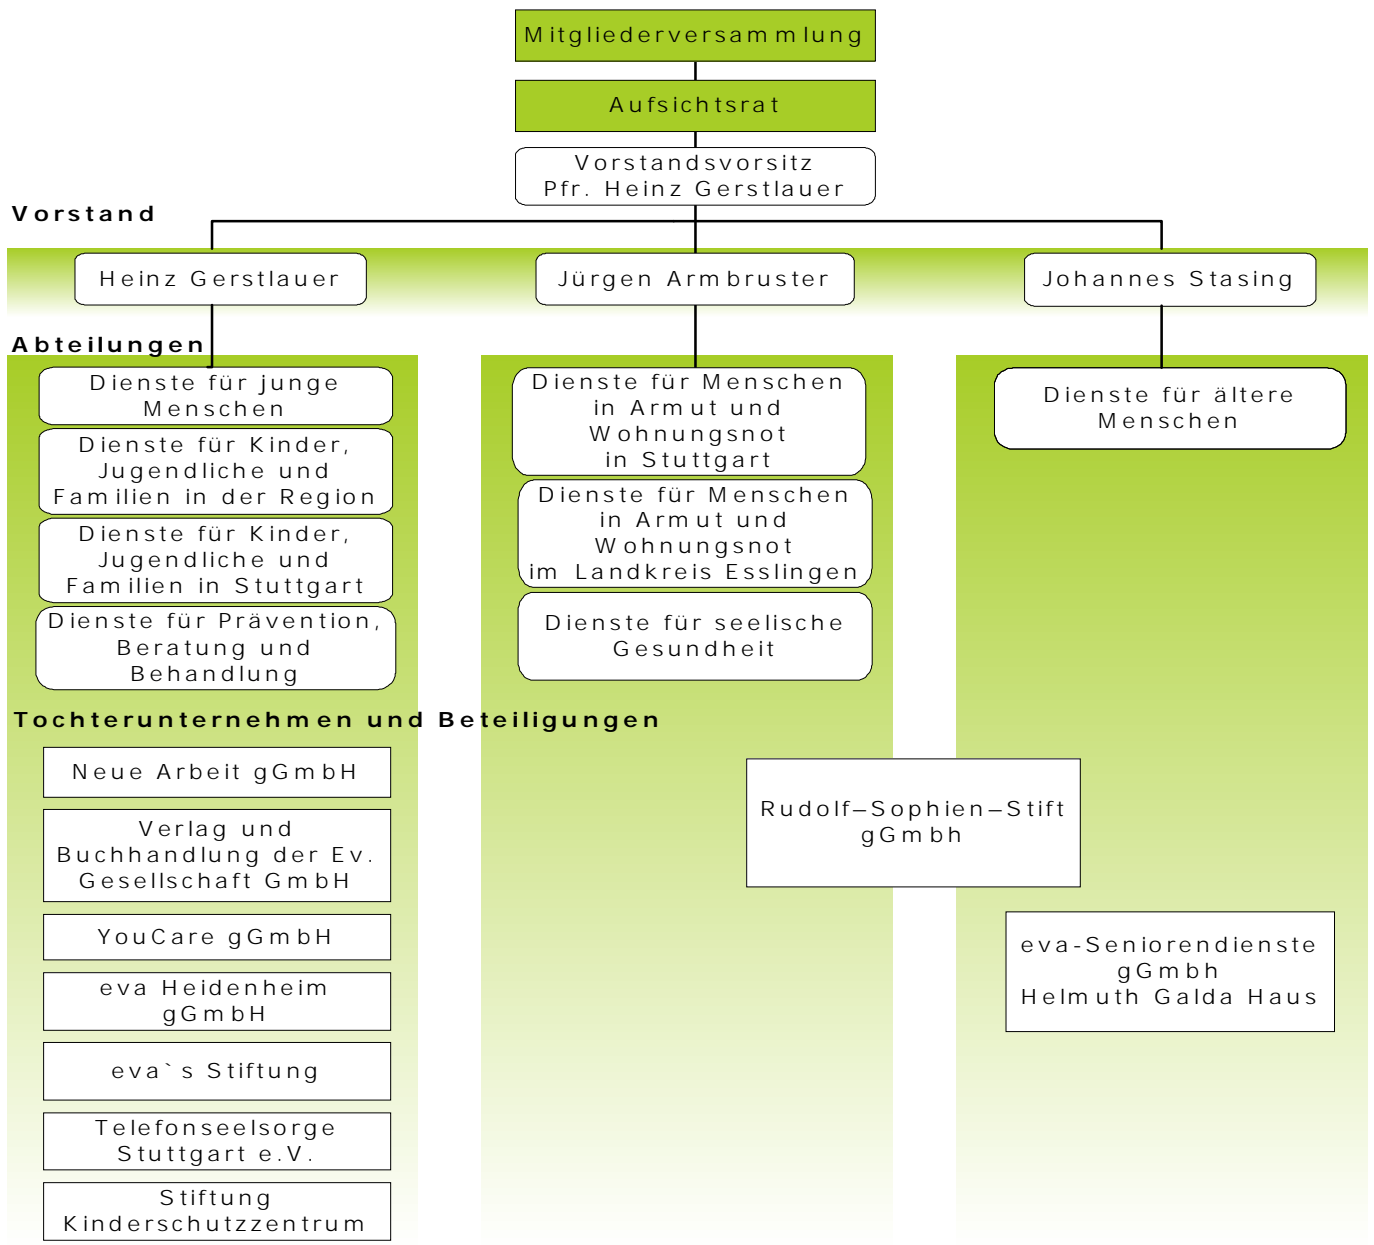 Mitgliederversammlung
Aufsichtsrat
Vorstandsvorsitz
Pfr. Heinz Gerstlauer
Vorstand
Heinz Gerstlauer
Jürgen Armbruster
Johannes Stasing
Abteilungen
Dienste für junge
Menschen
Dienste für Kinder,
Jugendliche und
Familien in der Region
Dienste für Kinder,
Jugendliche und
Familien in Stuttgart
Dienste für Prävention,
Beratung und
Behandlung
Dienste für Menschen
in Armut und
Wohnungsnot
in Stuttgart
Dienste für Menschen
in Armut und
Wohnungsnot
im Landkreis Esslingen
Dienste für seelische
Gesundheit
Dienste für ältere
Menschen
Tochterunternehmen und Beteiligungen
Neue Arbeit gGmbH
Verlag und
Buchhandlung der Ev.
Gesellschaft GmbH
YouCare gGmbH
eva Heidenheim
gGmbH
eva`s Stiftung
Telefonseelsorge
Stuttgart e.V.
Stiftung
Kinderschutzzentrum
Rudolf–Sophien–Stift
gGmbh
eva-Seniorendienste
gGmbh
Helmuth Galda Haus